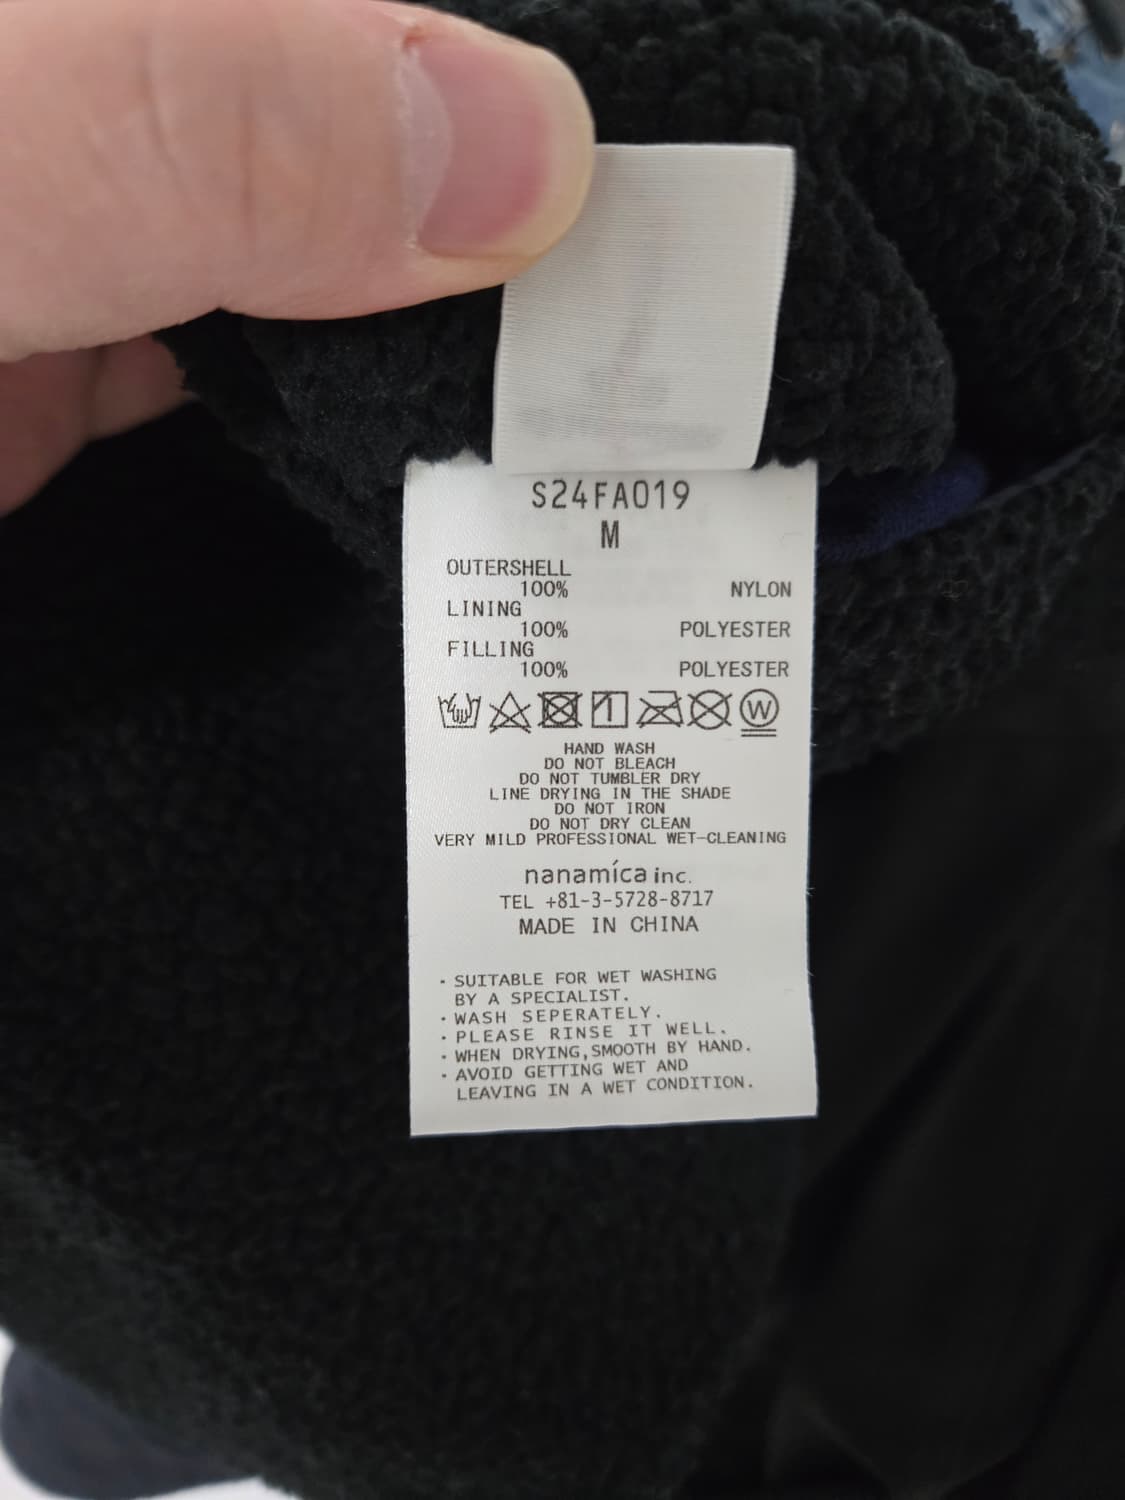 S24FA019
M
OUTERSHELL
100% NYLON
LINING
100% POLYESTER
FILLING
100% POLYESTER
W
HAND WASH
DO NOT BLEACH
DO NOT TUMBLER DRY
LINE DRYING IN THE SHADE
DO NOT IRON
DO NOT DRY CLEAN
VERY MILD PROFESSIONAL WET-CLEANING
nanamíca inc.
TEL +81-3-5728-8717
MADE IN CHINA
・SUITABLE FOR WET WASHING
BY A SPECIALIST.
・WASH SEPERATELY.
・PLEASE RINSE IT WELL.
・WHEN DRYING,SMOOTH BY HAND.
・AVOID GETTING WET AND
LEAVING IN A WET CONDITION.